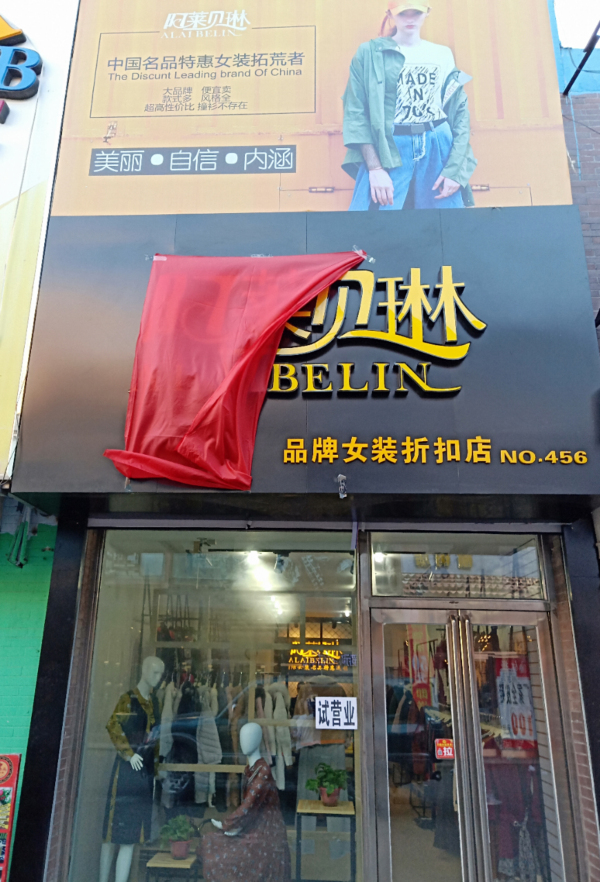 阿莱贝琳
ALAIBELIN
中国名品特惠女装拓荒者
The Discunt Leading brand Of China
大品牌 便宜卖
款式多 风格全
超高性价比 撞衫不存在
美丽•自信•内涵
MADE
IN
贝琳
BELIN
品牌女装折扣店 NO.456
ALAIBELIN
试营业
拉